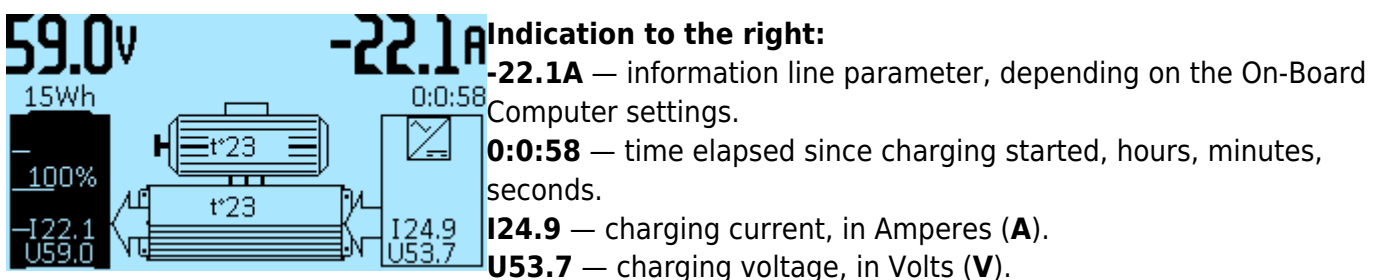 59.0V -22.1A
15Wh 0:0:58
t°23
100%
t°23
I22.1 I24.9
U59.0 U53.7
Indication to the right:
-22.1A — information line parameter, depending on the On-Board
Computer settings.
0:0:58 — time elapsed since charging started, hours, minutes,
seconds.
I24.9 — charging current, in Amperes (A).
U53.7 — charging voltage, in Volts (V).